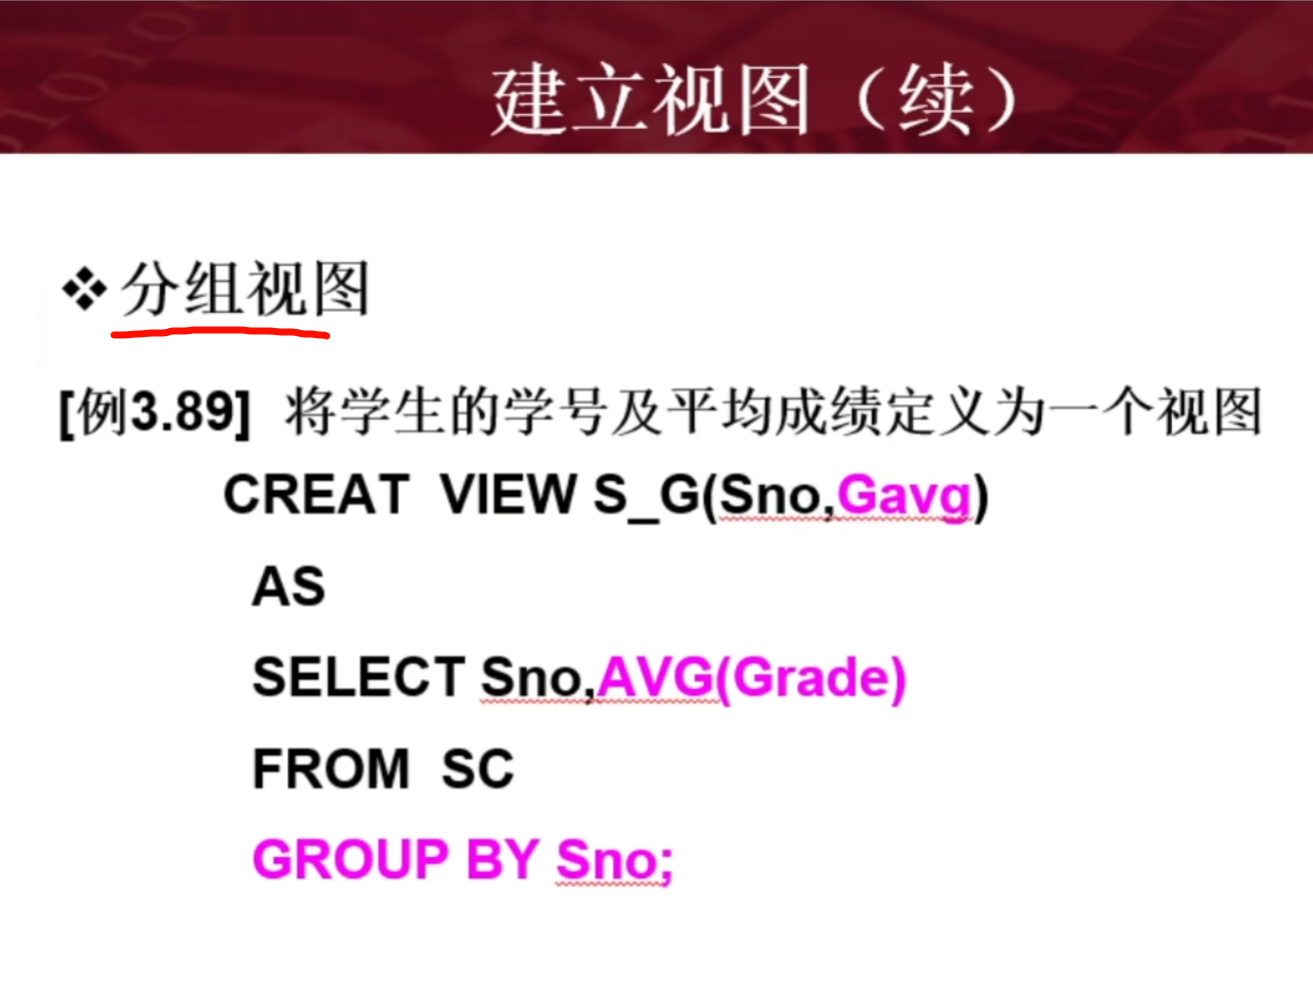 建立视图（续）
❖分组视图
[例3.89] 将学生的学号及平均成绩定义为一个视图
CREAT VIEW S_G(Sno,Gavg)
AS
SELECT Sno,AVG(Grade)
FROM SC
GROUP BY Sno;